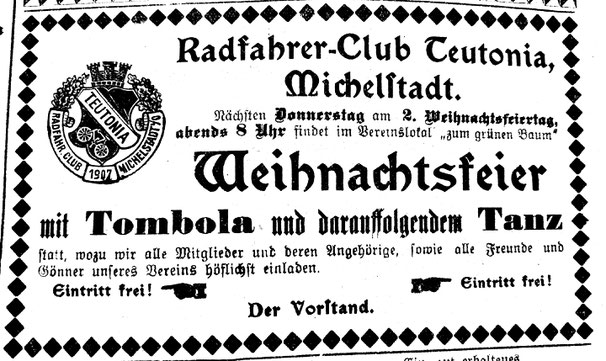 Radfahrer-Club Teutonia,
Michelstadt.
TEUTONIA
RADFAHR. CLUB MICHELSTADT i/O
1907
Nächsten Donnerstag am 2. Weihnachtsfeiertag,
abends 8 Uhr findet im Vereinslokal „zum grünen Baum“
Weihnachtsfeier
mit Tombola und darauffolgendem Tanz
statt, wozu wir alle Mitglieder und deren Angehörige, sowie alle Freunde und
Gönner unseres Vereins höflichst einladen.
Eintritt frei! Eintritt frei!
Der Vorstand.